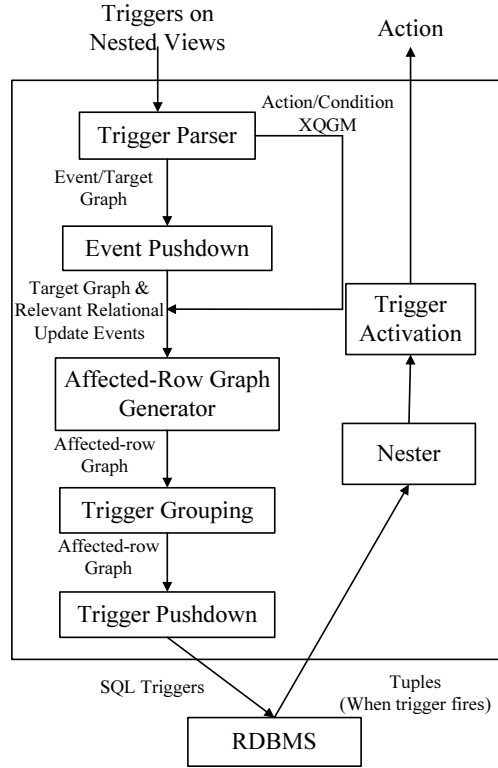 Triggers on
Nested Views
Action
Action/Condition
XQGM
Trigger Parser
Event/Target
Graph
Event Pushdown
Target Graph &
Relevant Relational
Update Events
Trigger
Activation
Affected-Row Graph
Generator
Affected-row
Graph
Nester
Trigger Grouping
Affected-row
Graph
Trigger Pushdown
SQL Triggers
Tuples
(When trigger fires)
RDBMS